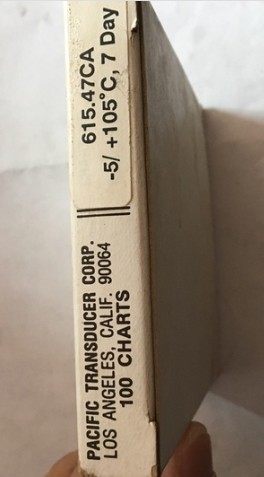 615.47CA
-5/ +105°C, 7 Day
PACIFIC TRANSDUCER CORP.
LOS ANGELES, CALIF. 90064
100 CHARTS